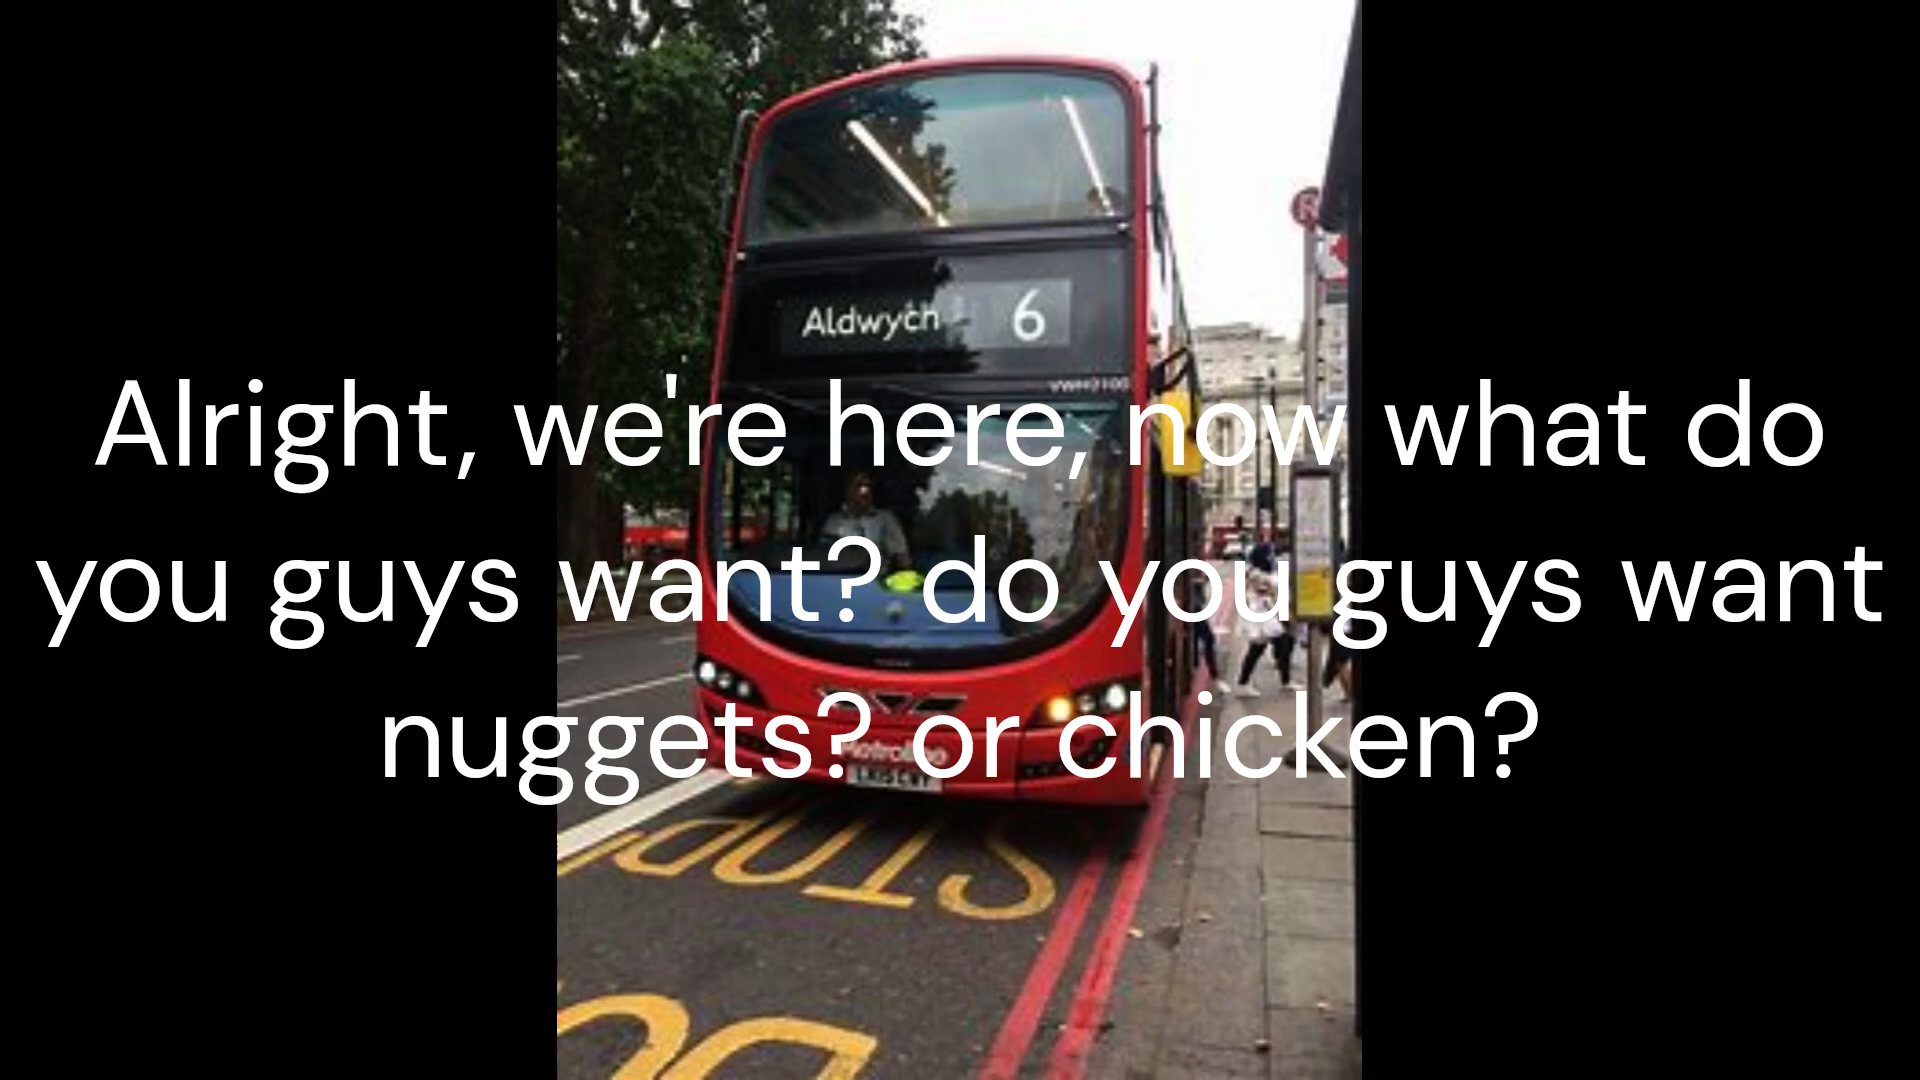 Aldwych 6
Alright, we're here, now what do
you guys want? do you guys want
nuggets? or chicken?
STOP